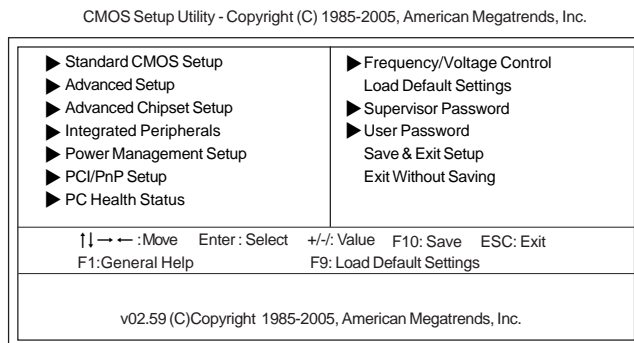 CMOS Setup Utility - Copyright (C) 1985-2005, American Megatrends, Inc.
▶ Standard CMOS Setup
▶ Advanced Setup
▶ Advanced Chipset Setup
▶ Integrated Peripherals
▶ Power Management Setup
▶ PCI/PnP Setup
▶ PC Health Status
▶ Frequency/Voltage Control
Load Default Settings
▶ Supervisor Password
▶ User Password
Save & Exit Setup
Exit Without Saving
↑↓→← :Move Enter : Select +/-/: Value F10: Save ESC: Exit
F1:General Help F9: Load Default Settings
v02.59 (C)Copyright 1985-2005, American Megatrends, Inc.